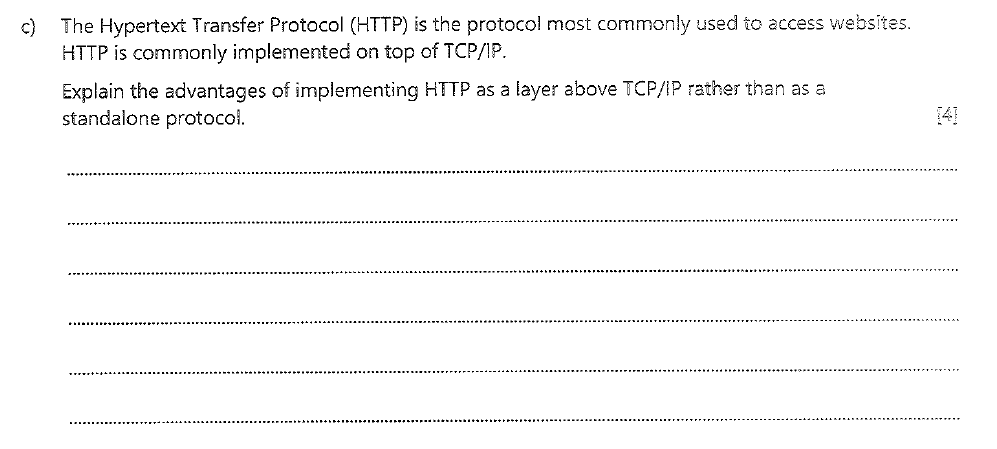 c) The Hypertext Transfer Protocol (HTTP) is the protocol most commonly used to access websites.
HTTP is commonly implemented on top of TCP/IP.
Explain the advantages of implementing HTTP as a layer above TCP/IP rather than as a
standalone protocol. [4]